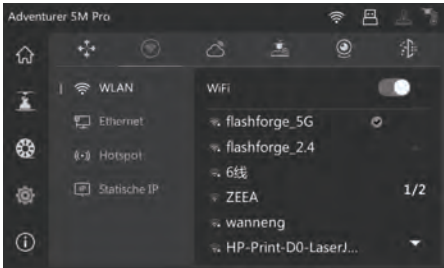 Adventurer 5M Pro
WLAN
Ethernet
Hotspot
Statische IP
WiFi
flashforge_5G
flashforge_2.4
6线
ZEEA
wanneng
HP-Print-D0-LaserJ...
1/2